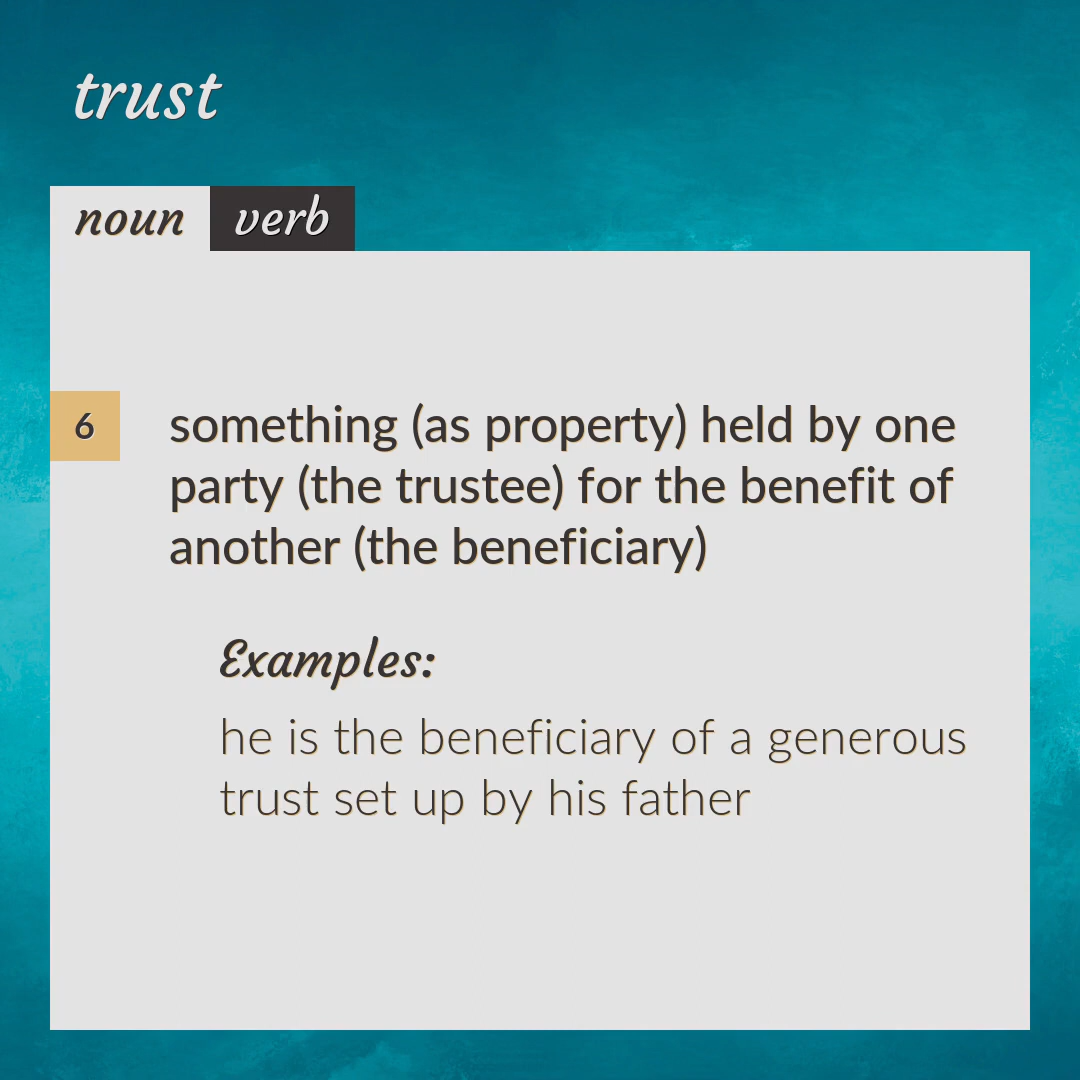 trust
noun verb
6 something (as property) held by one
party (the trustee) for the benefit of
another (the beneficiary)
Examples:
he is the beneficiary of a generous
trust set up by his father